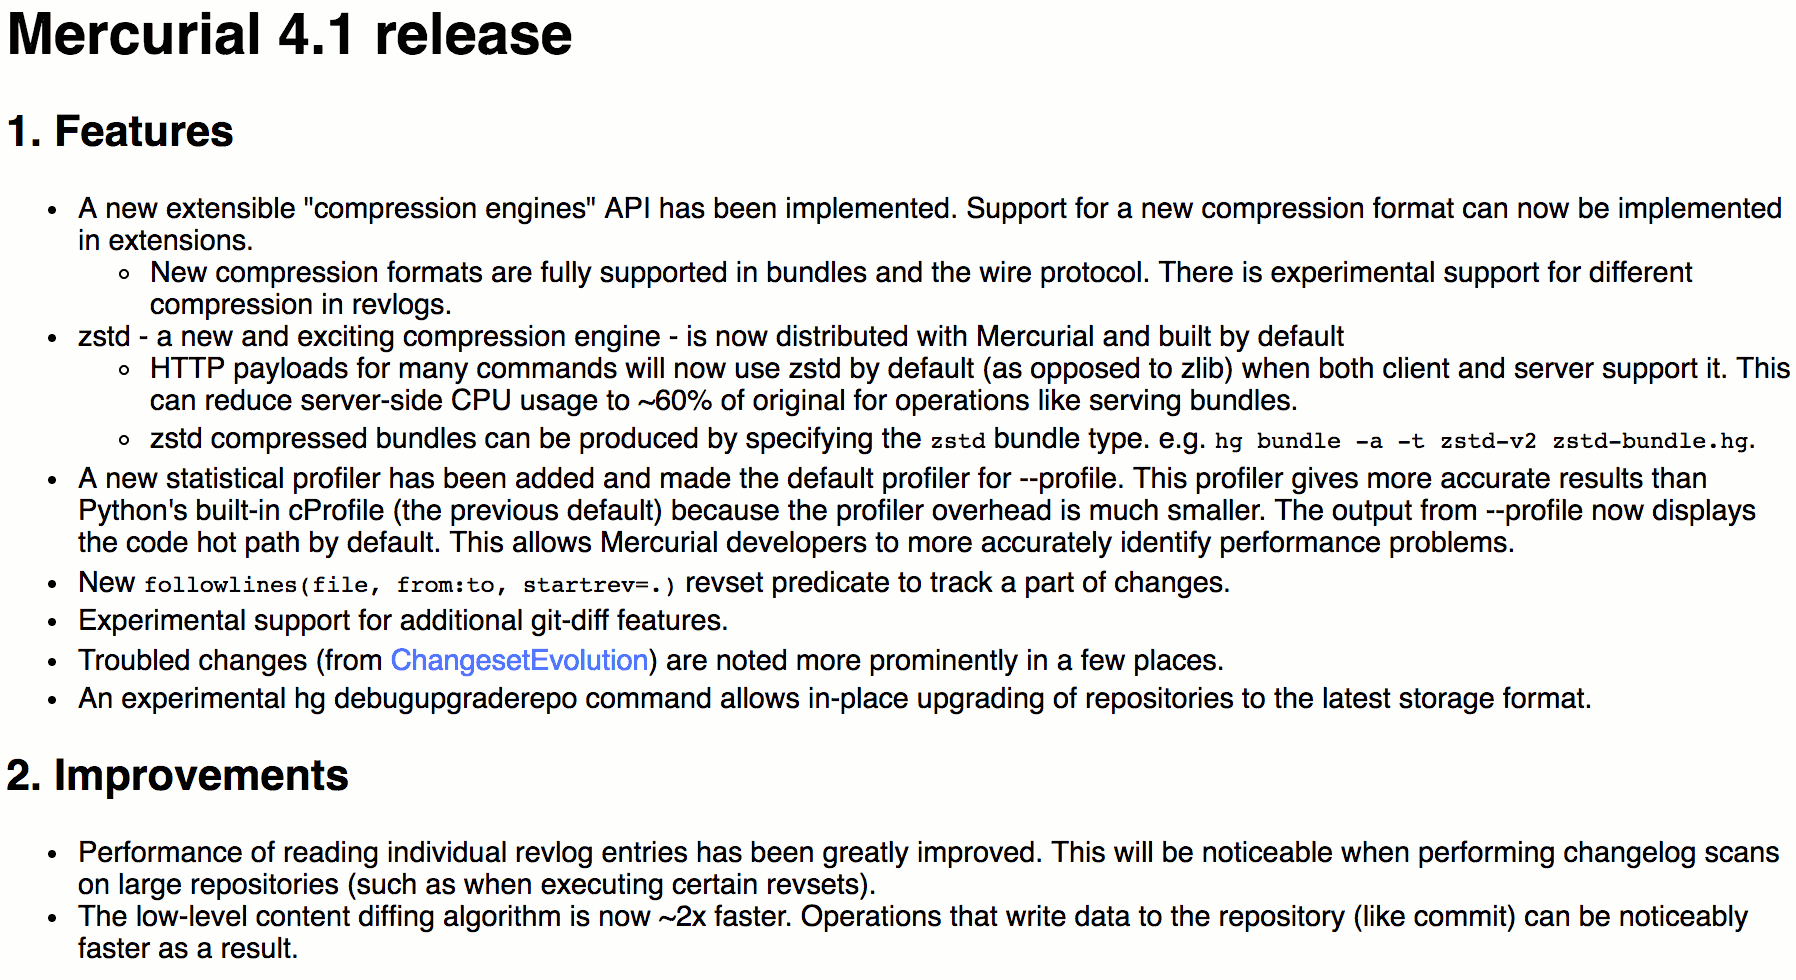 Mercurial 4.1 release
1. Features
• A new extensible "compression engines" API has been implemented. Support for a new compression format can now be implemented
in extensions.
◦ New compression formats are fully supported in bundles and the wire protocol. There is experimental support for different
compression in revlogs.
• zstd - a new and exciting compression engine - is now distributed with Mercurial and built by default
◦ HTTP payloads for many commands will now use zstd by default (as opposed to zlib) when both client and server support it. This
can reduce server-side CPU usage to ~60% of original for operations like serving bundles.
◦ zstd compressed bundles can be produced by specifying the zstd bundle type. e.g. hg bundle -a -t zstd-v2 zstd-bundle.hg.
• A new statistical profiler has been added and made the default profiler for --profile. This profiler gives more accurate results than
Python's built-in cProfile (the previous default) because the profiler overhead is much smaller. The output from --profile now displays
the code hot path by default. This allows Mercurial developers to more accurately identify performance problems.
• New followlines(file, from:to, startrev=.) revset predicate to track a part of changes.
• Experimental support for additional git-diff features.
• Troubled changes (from ChangesetEvolution) are noted more prominently in a few places.
• An experimental hg debugupgraderepo command allows in-place upgrading of repositories to the latest storage format.
2. Improvements
• Performance of reading individual revlog entries has been greatly improved. This will be noticeable when performing changelog scans
on large repositories (such as when executing certain revsets).
• The low-level content diffing algorithm is now ~2x faster. Operations that write data to the repository (like commit) can be noticeably
faster as a result.